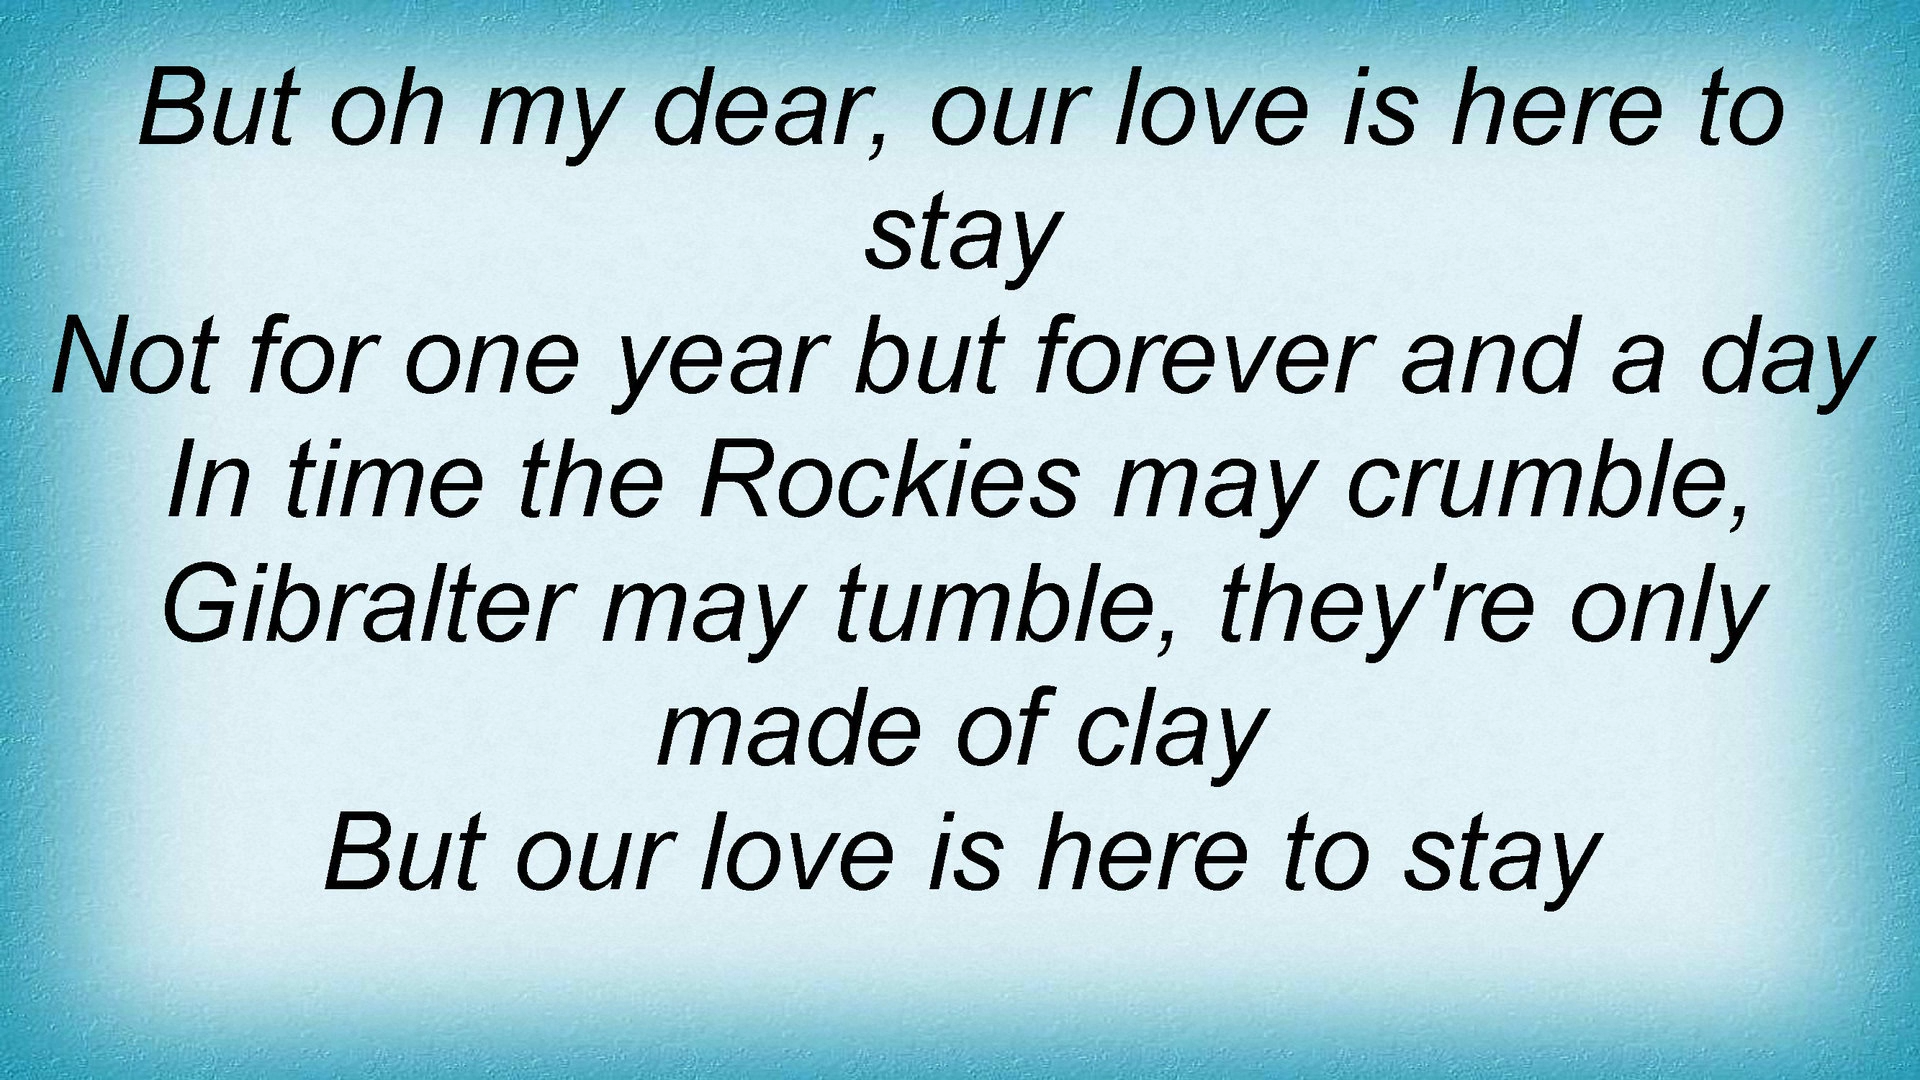 But oh my dear, our love is here to
stay
Not for one year but forever and a day
In time the Rockies may crumble,
Gibralter may tumble, they're only
made of clay
But our love is here to stay